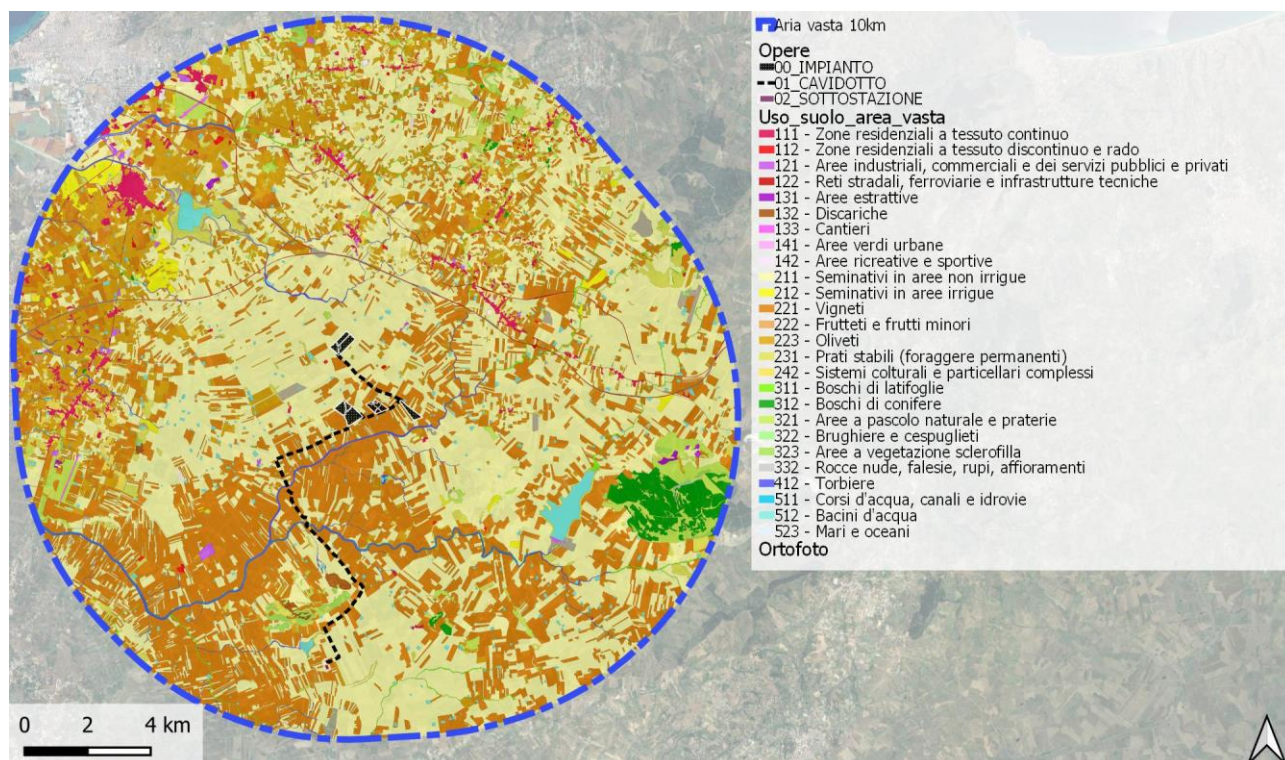 Aria vasta 10km
Opere
00_IMPIANTO
01_CAVIDOTTO
02_SOTTOSTAZIONE
Uso_suolo_area_vasta
111 - Zone residenziali a tessuto continuo
112 - Zone residenziali a tessuto discontinuo e rado
121 - Aree industriali, commerciali e dei servizi pubblici e privati
122 - Reti stradali, ferroviarie e infrastrutture tecniche
131 - Aree estrattive
132 - Discariche
133 - Cantieri
141 - Aree verdi urbane
142 - Aree ricreative e sportive
211 - Seminativi in aree non irrigue
212 - Seminativi in aree irrigue
221 - Vigneti
222 - Frutteti e frutti minori
223 - Oliveti
231 - Prati stabili (foraggere permanenti)
242 - Sistemi colturali e particellari complessi
311 - Boschi di latifoglie
312 - Boschi di conifere
321 - Aree a pascolo naturale e praterie
322 - Brughiere e cespuglieti
323 - Aree a vegetazione sclerofilla
332 - Rocce nude, falesie, rupi, affioramenti
412 - Torbiere
511 - Corsi d'acqua, canali e idrovie
512 - Bacini d'acqua
523 - Mari e oceani
Ortofoto
0 2 4 km